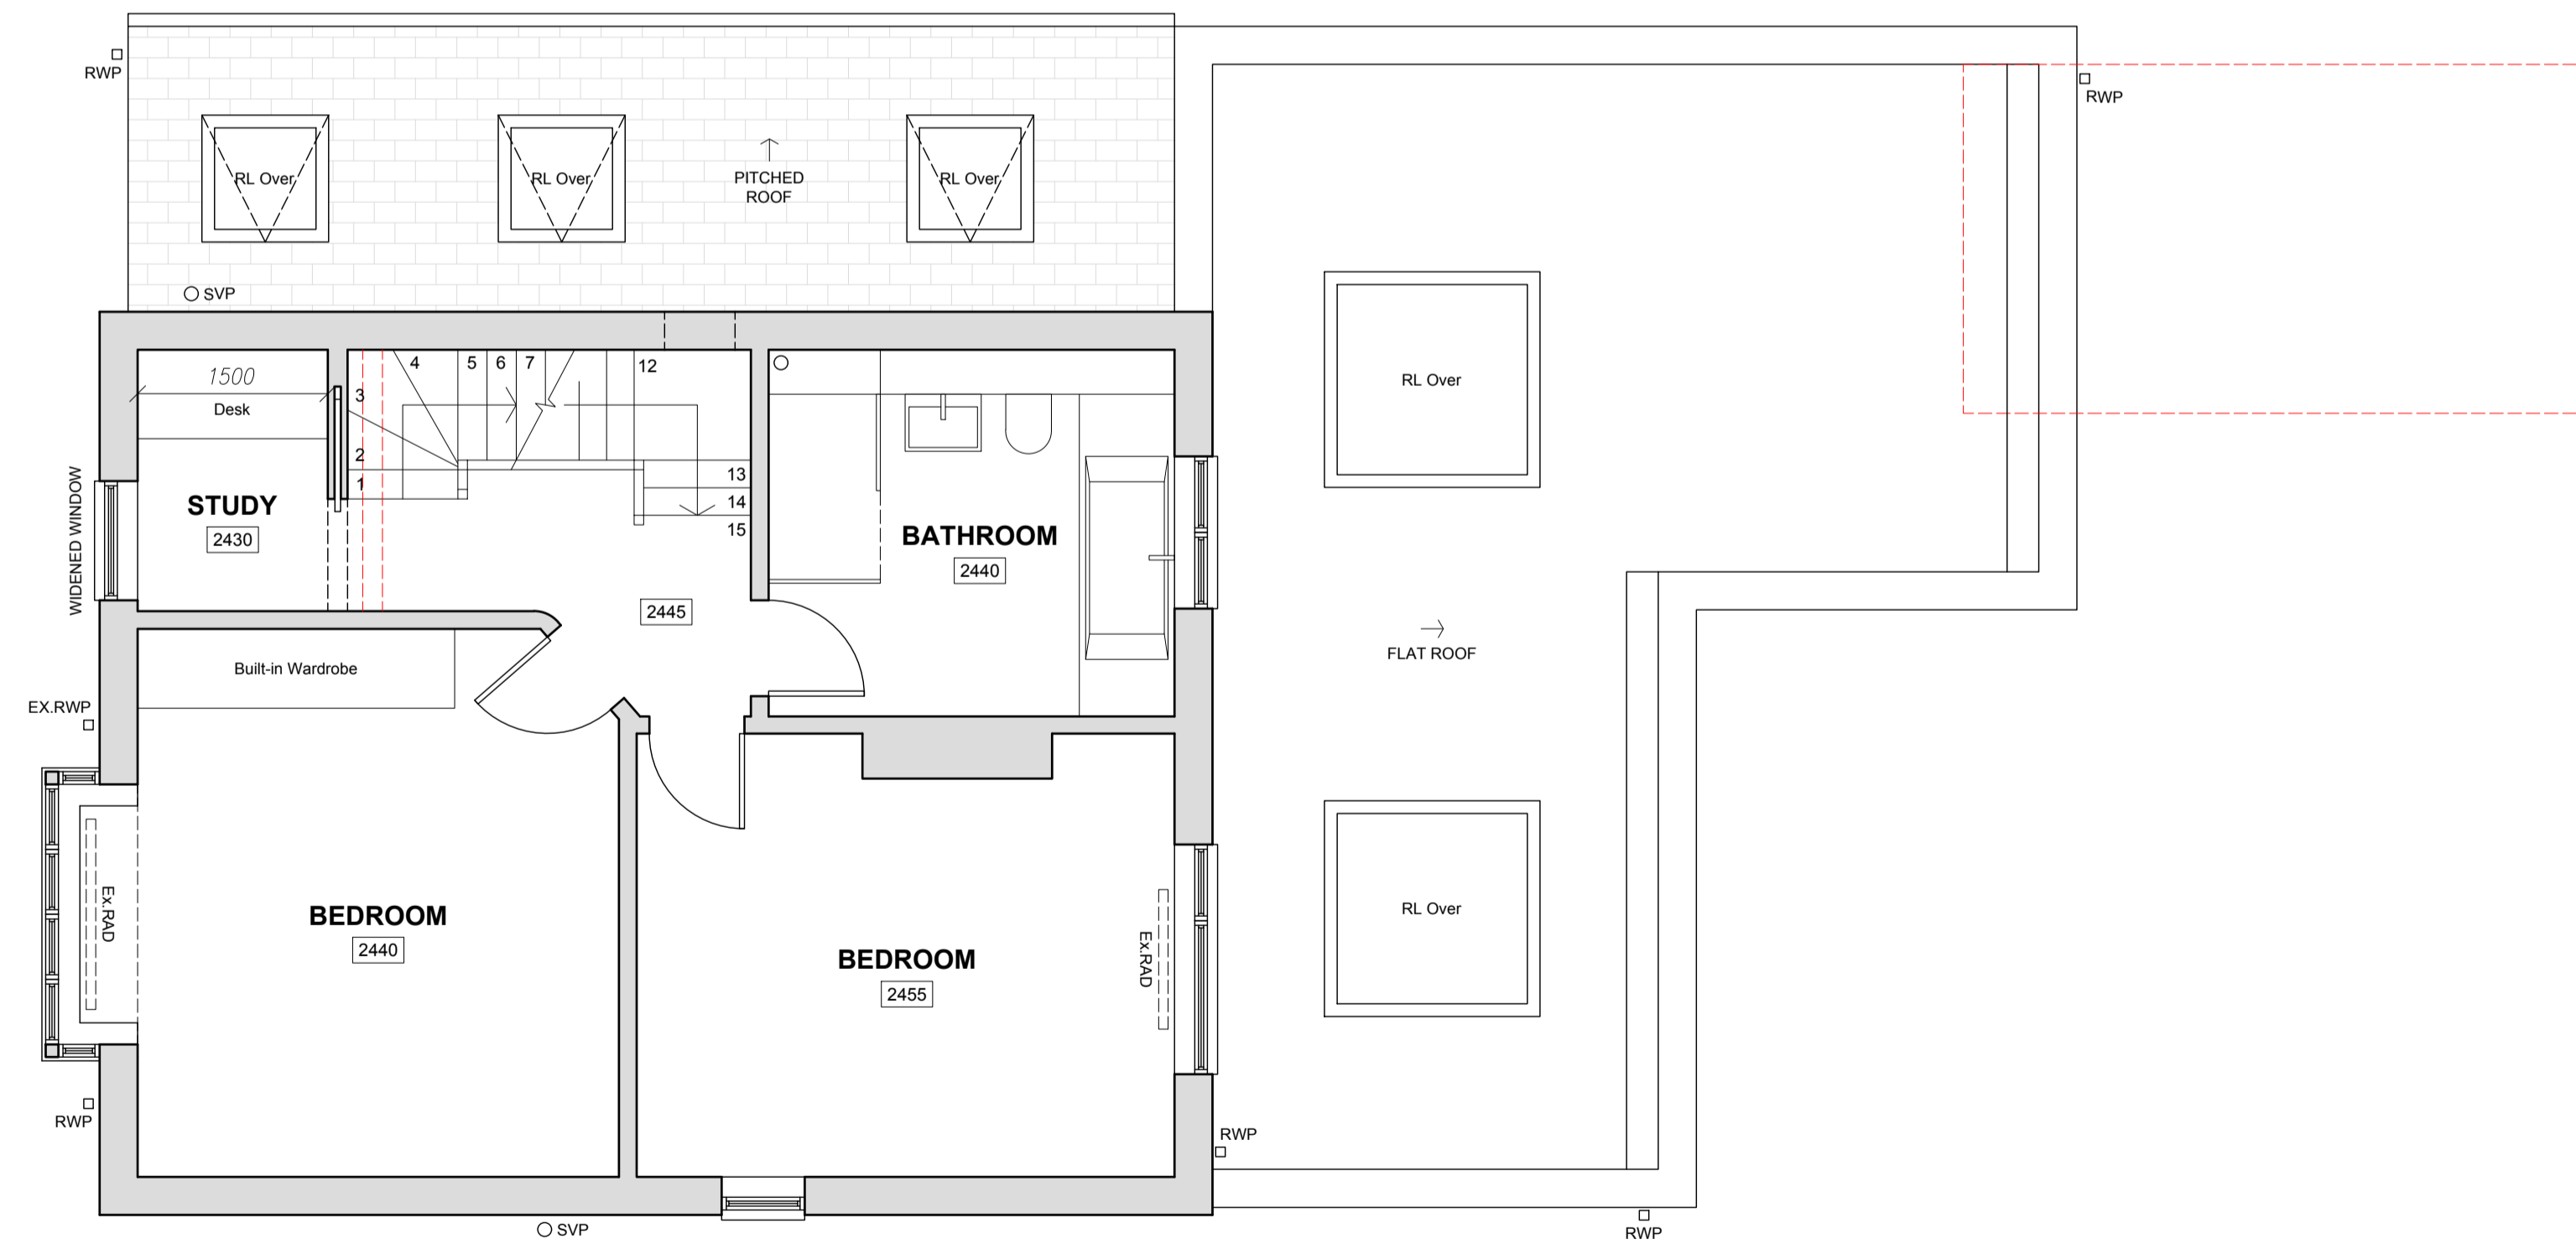 RWP
RWP
RL Over
RL Over
RL Over
PITCHED
ROOF
SVP
1500
Desk
STUDY
2430
WIDENED WINDOW
1
2
3
4
5
6
7
12
13
14
15
2445
BATHROOM
2440
RL Over
FLAT ROOF
Built-in Wardrobe
EX.RWP
Ex.RAD
BEDROOM
2440
BEDROOM
2455
Ex.RAD
RL Over
RWP
RWP
SVP
RWP